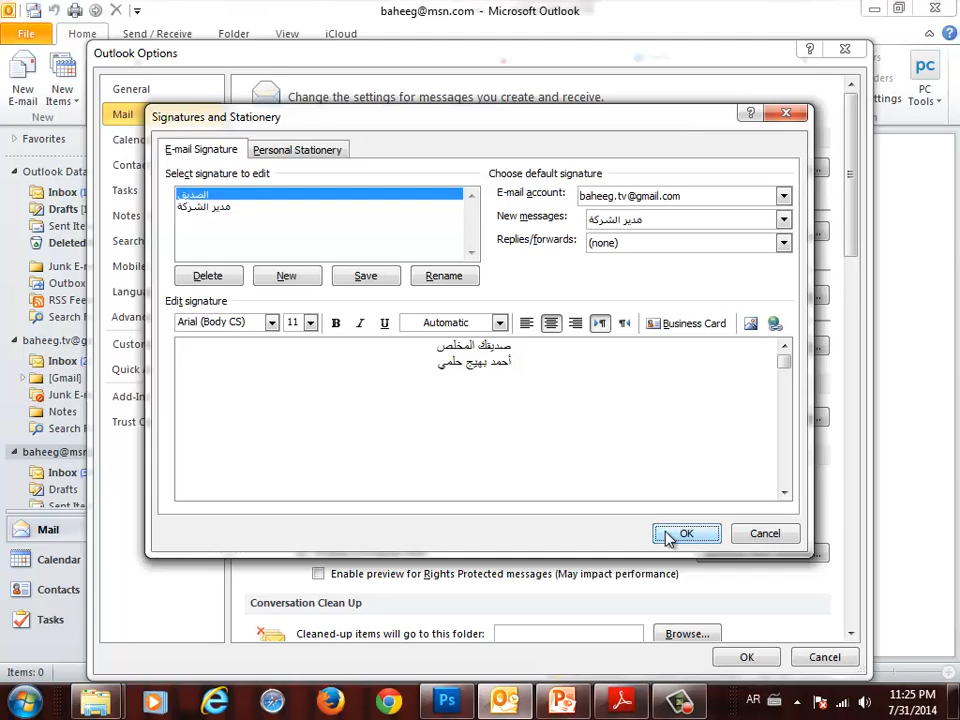 baheeg@msn.com - Microsoft Outlook
File
Home
Send / Receive
Folder
View
iCloud
New E-mail
New Items
New
PC Tools
Outlook Options
General
Mail
Tasks
Notes
Search
Mobile
Add-In
Trust C
Change the settings for messages you create and receive.
Signatures and Stationery
E-mail Signature
Personal Stationery
Select signature to edit
الصديق
مدير الشركة
Delete
New
Save
Rename
Choose default signature
E-mail account:
baheeg.tv@gmail.com
New messages:
مدير الشركة
Replies/forwards:
(none)
Edit signature
Arial (Body CS)
11
B
I
U
Automatic
Business Card
صديقك المخلص
أحمد بهيج حلمي
OK
Cancel
Enable preview for Rights Protected messages (May impact performance)
Conversation Clean Up
Cleaned-up items will go to this folder:
Browse...
OK
Cancel
Favorites
Outlook Data
Inbox
Drafts
Sent Item
Deleted
Junk E-m
Outbox
RSS Fee
Search F
baheeg.tv@g
[Gmail]
Junk E-m
Notes
Search F
baheeg@msn
Inbox
Drafts
Sent Ite
Mail
Calendar
Contacts
Tasks
Items: 0
AR
11:25 PM
7/31/2014